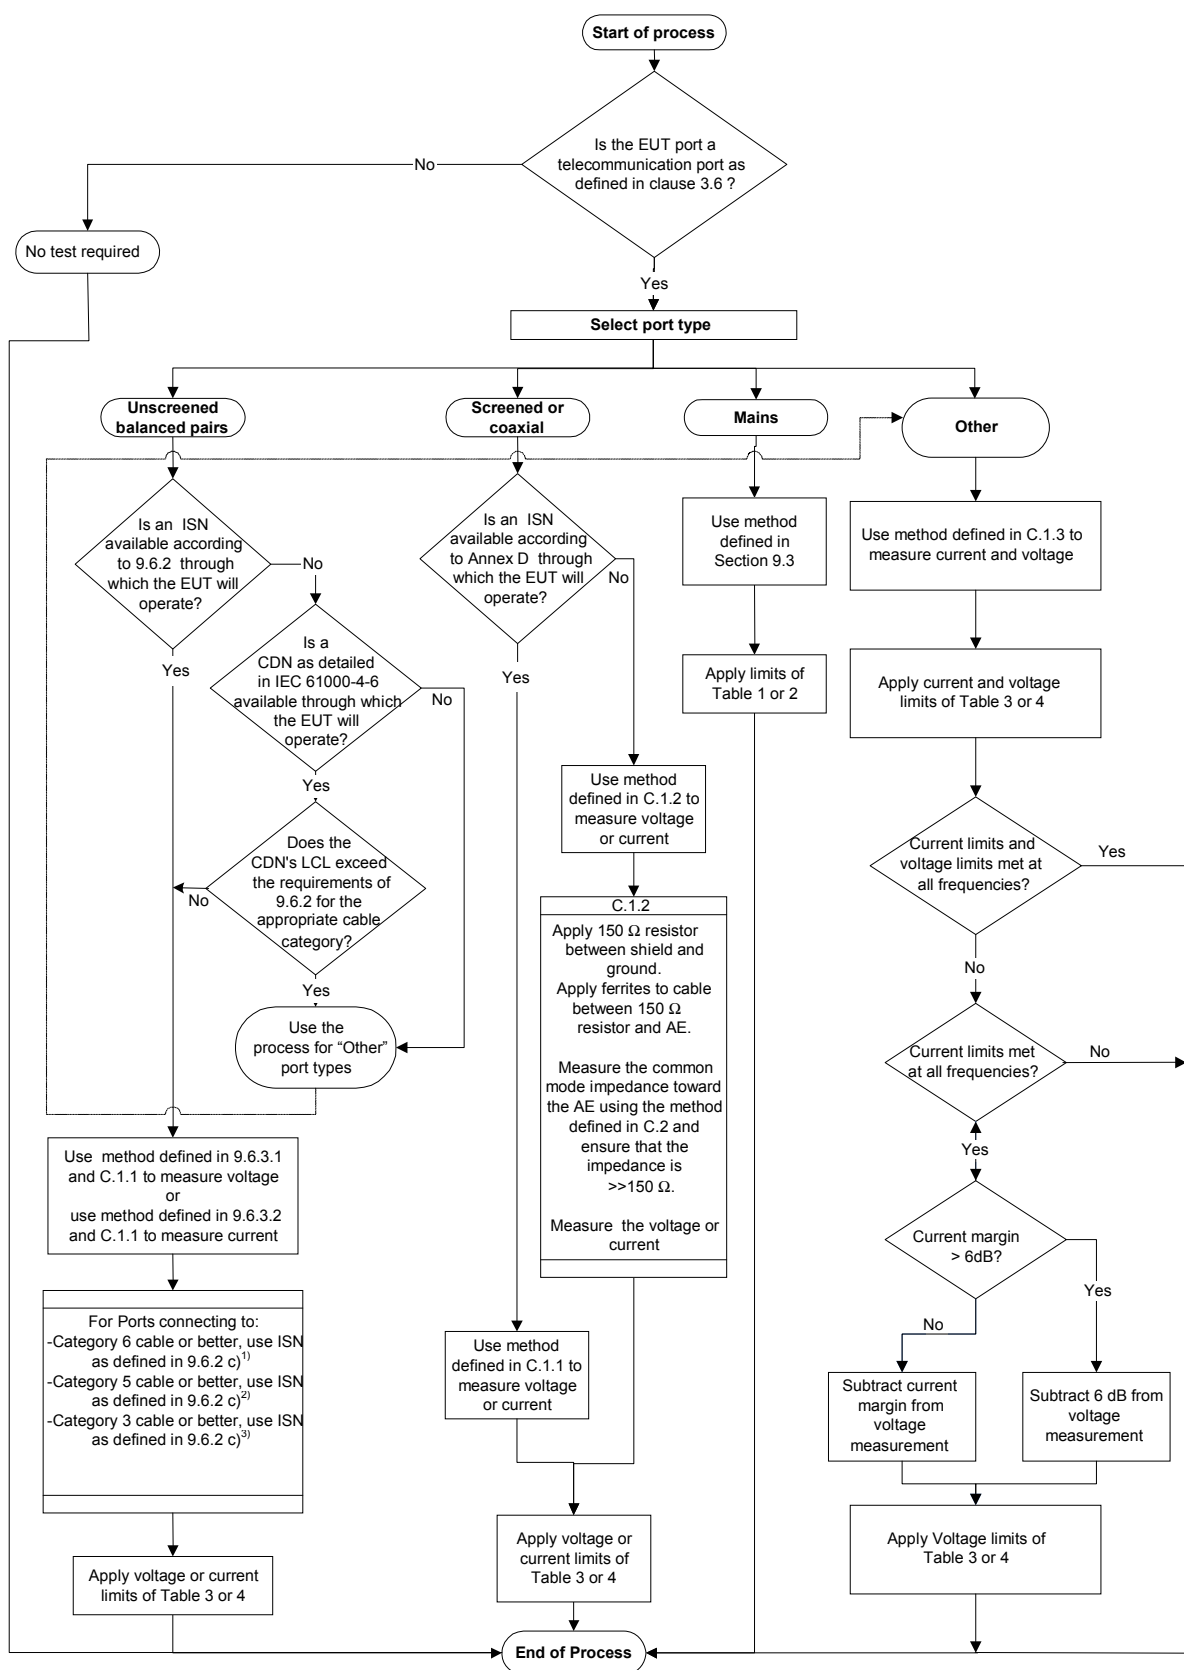 Start of process
Is the EUT port a
telecommunication port as
defined in clause 3.6 ?
No
No test required
Yes
Select port type
Unscreened
balanced pairs
Screened or
coaxial
Mains
Other
Is an ISN
available according
to 9.6.2 through
which the EUT will
operate?
No
Yes
Is a
CDN as detailed
in IEC 61000-4-6
available through which
the EUT will
operate?
No
Yes
Does the
CDN's LCL exceed
the requirements of
9.6.2 for the
appropriate cable
category?
No
Yes
Use the
process for “Other”
port types
Use method defined in 9.6.3.1
and C.1.1 to measure voltage
or
use method defined in 9.6.3.2
and C.1.1 to measure current
For Ports connecting to:
-Category 6 cable or better, use ISN
as defined in 9.6.2 c)1)
-Category 5 cable or better, use ISN
as defined in 9.6.2 c)2)
-Category 3 cable or better, use ISN
as defined in 9.6.2 c)3)
Apply voltage or current
limits of Table 3 or 4
Is an ISN
available according
to Annex D through
which the EUT will
operate?
No
Yes
Use method
defined in C.1.2 to
measure voltage
or current
C.1.2
Apply 150 Ω resistor
between shield and
ground.
Apply ferrites to cable
between 150 Ω
resistor and AE.
Measure the common
mode impedance toward
the AE using the method
defined in C.2 and
ensure that the
impedance is
>>150 Ω.
Measure the voltage or
current
Use method
defined in C.1.1 to
measure voltage
or current
Apply voltage or
current limits of
Table 3 or 4
Use method
defined in
Section 9.3
Apply limits of
Table 1 or 2
Use method defined in C.1.3 to
measure current and voltage
Apply current and voltage
limits of Table 3 or 4
Current limits and
voltage limits met at
all frequencies?
Yes
No
Current limits met
at all frequencies?
No
Yes
Current margin
> 6dB?
Yes
No
Subtract current
margin from
voltage
measurement
Subtract 6 dB from
voltage
measurement
Apply Voltage limits of
Table 3 or 4
End of Process